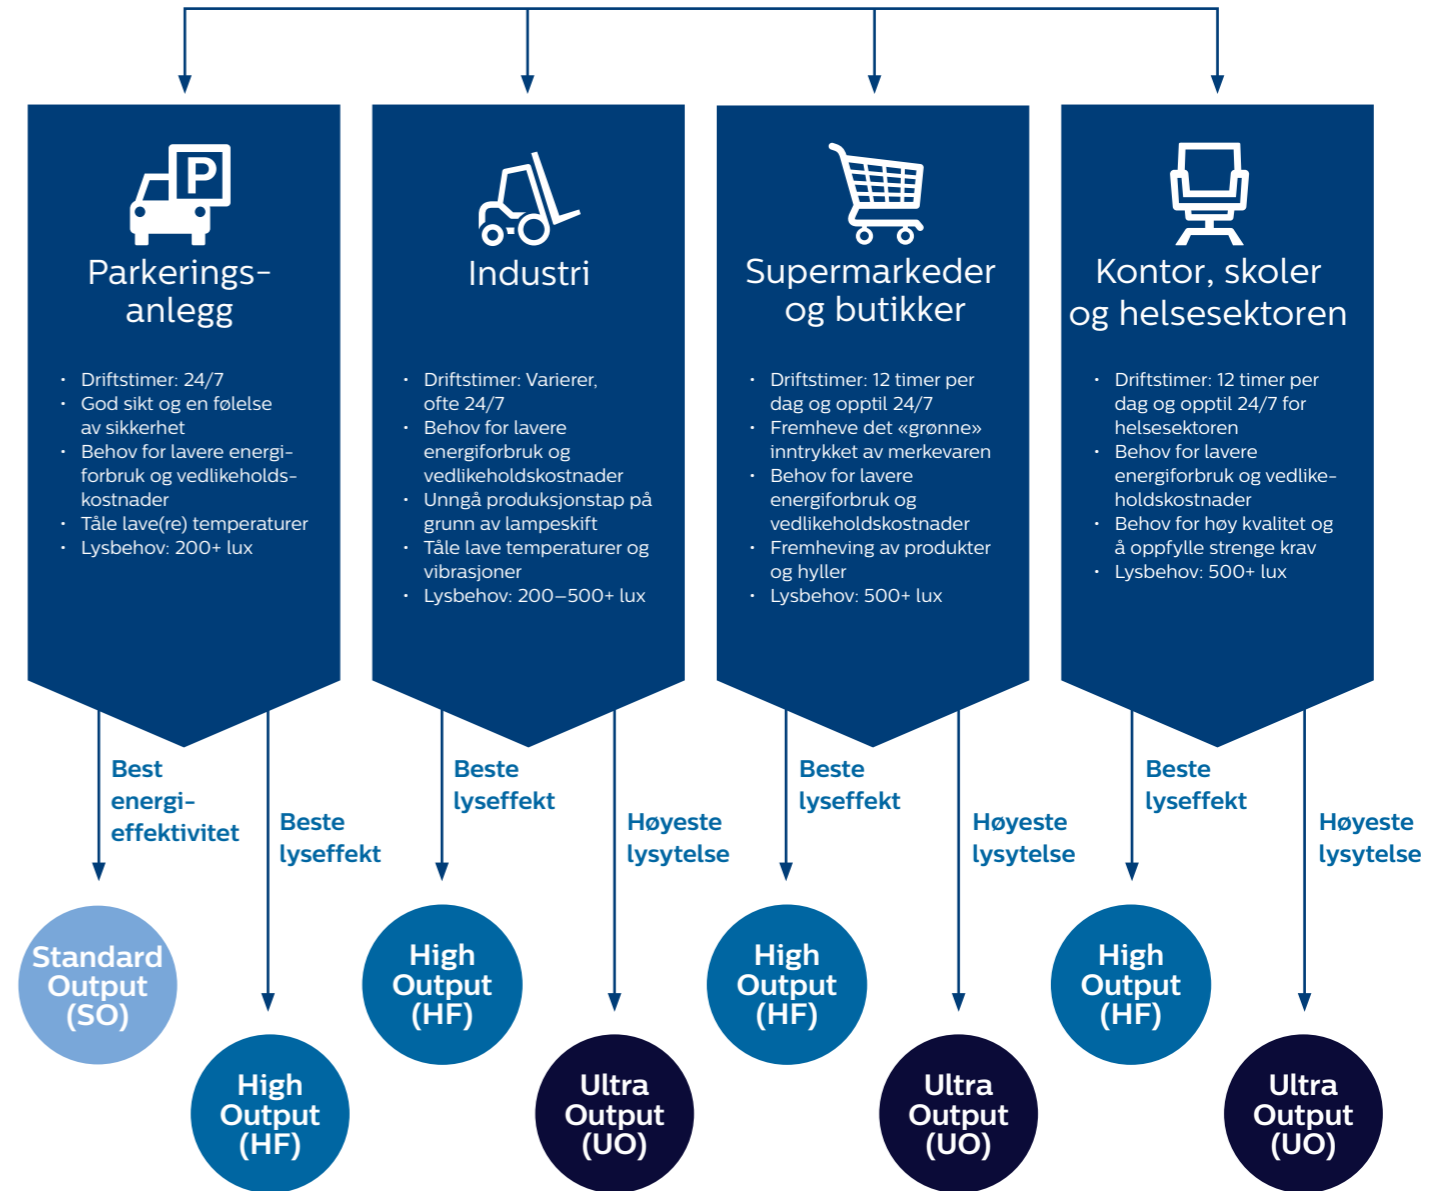 P
Parkerings-
anlegg
• Driftstimer: 24/7
• God sikt og en følelse
av sikkerhet
• Behov for lavere energi-
forbruk og vedlikeholds-
kostnader
• Tåle lave(re) temperaturer
• Lysbehov: 200+ lux
Industri
• Driftstimer: Varierer,
ofte 24/7
• Behov for lavere
energiforbruk og
vedlikeholdskostnader
• Unngå produksjonstap på
grunn av lampeskift
• Tåle lave temperaturer og
vibrasjoner
• Lysbehov: 200–500+ lux
Supermarkeder
og butikker
• Driftstimer: 12 timer per
dag og opptil 24/7
• Fremheve det «grønne»
inntrykket av merkevaren
• Behov for lavere
energiforbruk og
vedlikeholdskostnader
• Fremheving av produkter
og hyller
• Lysbehov: 500+ lux
Kontor, skoler
og helsesektoren
• Driftstimer: 12 timer per
dag og opptil 24/7 for
helsesektoren
• Behov for lavere
energiforbruk og vedlike-
holdskostnader
• Behov for høy kvalitet og
å oppfylle strenge krav
• Lysbehov: 500+ lux
Best
energi-
effektivitet
Beste
lyseffekt
Beste
lyseffekt
Høyeste
lysytelse
Beste
lyseffekt
Høyeste
lysytelse
Beste
lyseffekt
Høyeste
lysytelse
Standard
Output
(SO)
High
Output
(HF)
High
Output
(HF)
Ultra
Output
(UO)
High
Output
(HF)
Ultra
Output
(UO)
High
Output
(HF)
Ultra
Output
(UO)